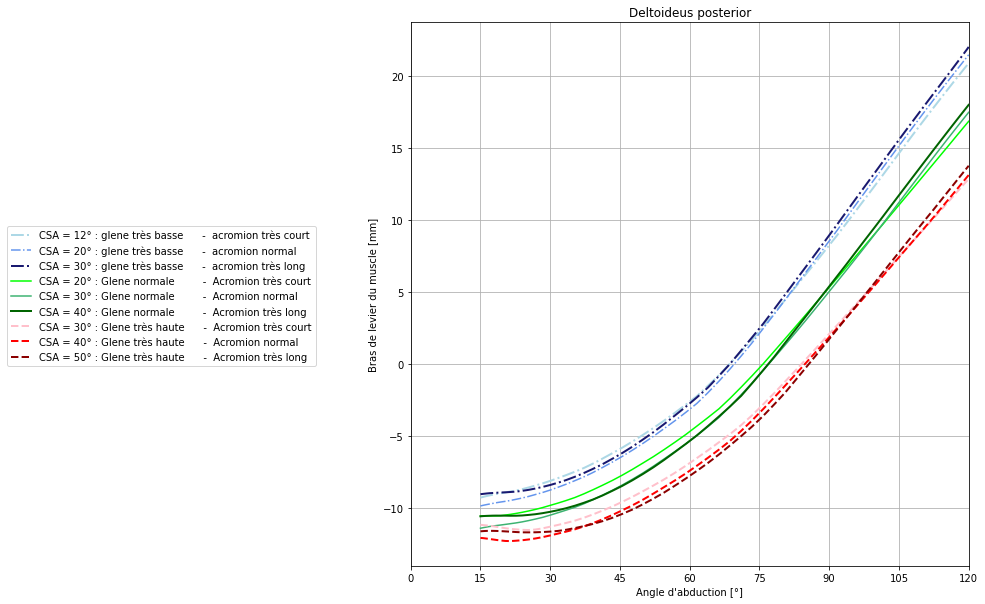 Deltoideus posterior
CSA = 12° : glene très basse - acromion très court
CSA = 20° : glene très basse - acromion normal
CSA = 30° : glene très basse - acromion très long
CSA = 20° : Glene normale - Acromion très court
CSA = 30° : Glene normale - Acromion normal
CSA = 40° : Glene normale - Acromion très long
CSA = 30° : Glene très haute - Acromion très court
CSA = 40° : Glene très haute - Acromion normal
CSA = 50° : Glene très haute - Acromion très long
Bras de levier du muscle [mm]
20
15
10
5
0
−5
−10
0 15 30 45 60 75 90 105 120
Angle d'abduction [°]